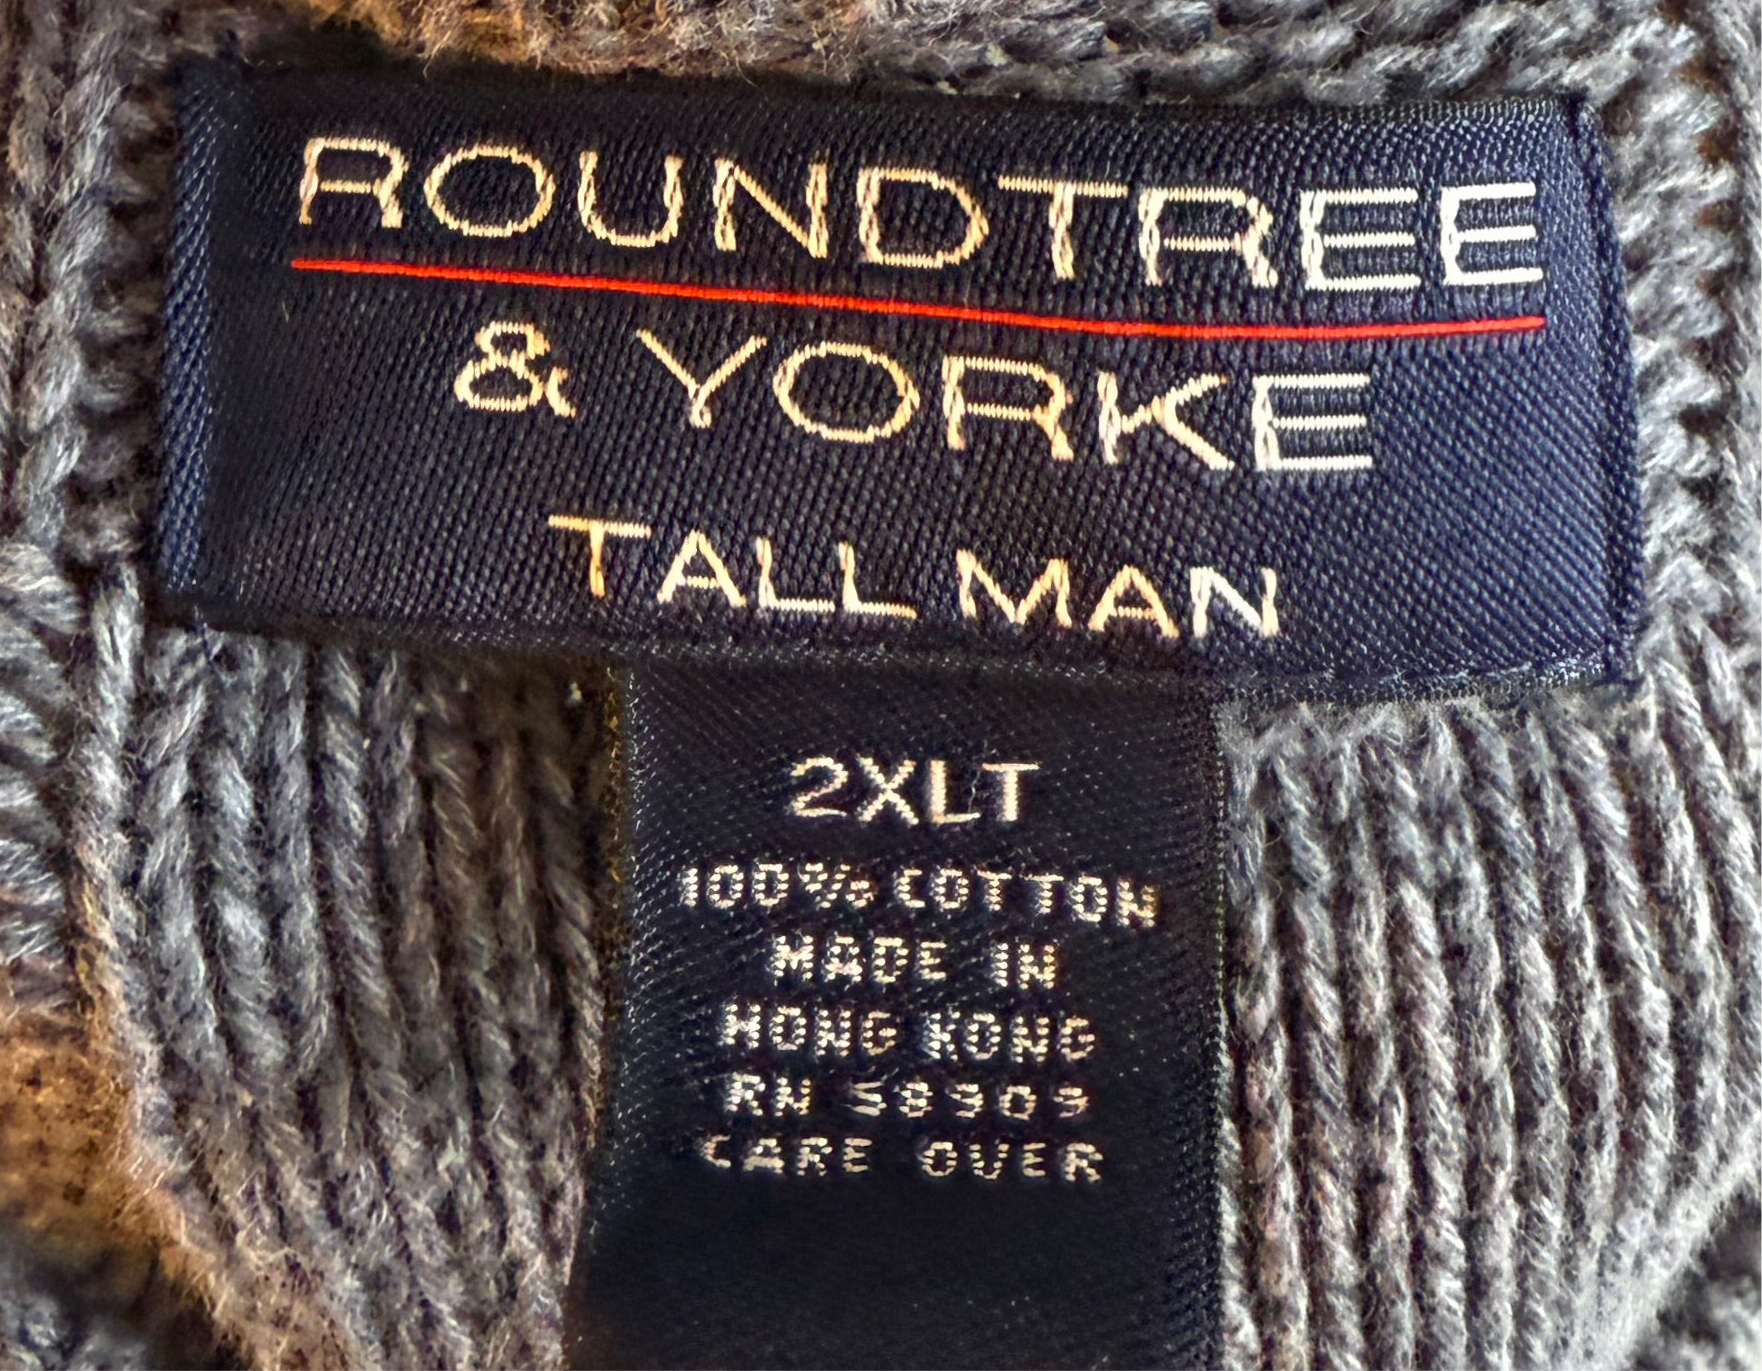 ROUNDTREE
& YORKE
TALL MAN
2XLT
100% COTTON
MADE IN
HONG KONG
RN 58909
CARE OVER